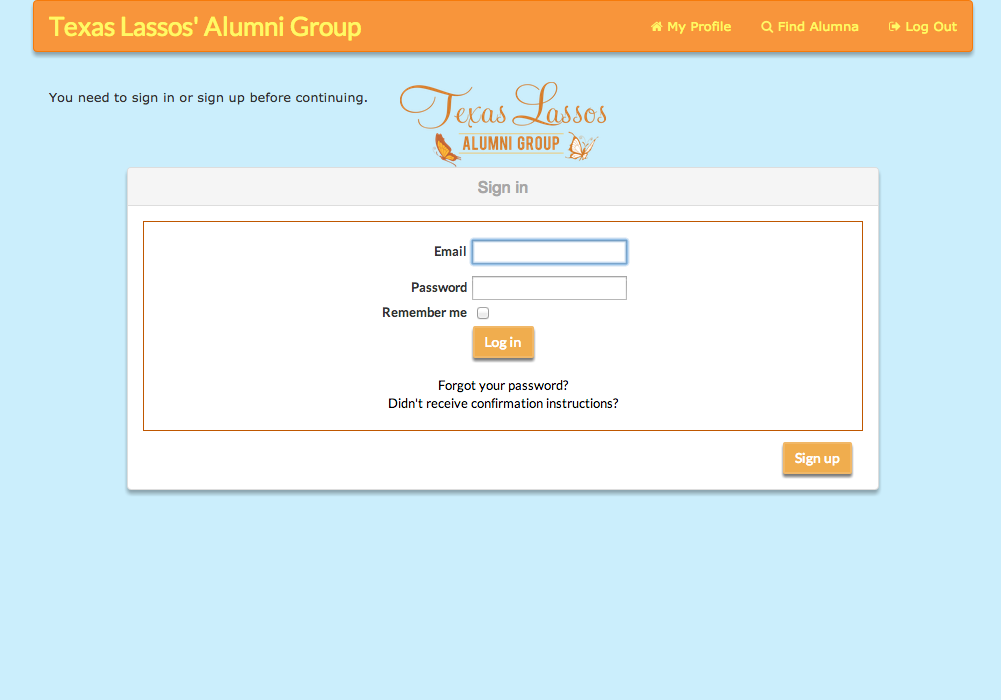 Texas Lassos' Alumni Group
My Profile
Find Alumna
Log Out
You need to sign in or sign up before continuing.
Texas Lassos
ALUMNI GROUP
Sign in
Email
Password
Remember me
Log in
Forgot your password?
Didn't receive confirmation instructions?
Sign up